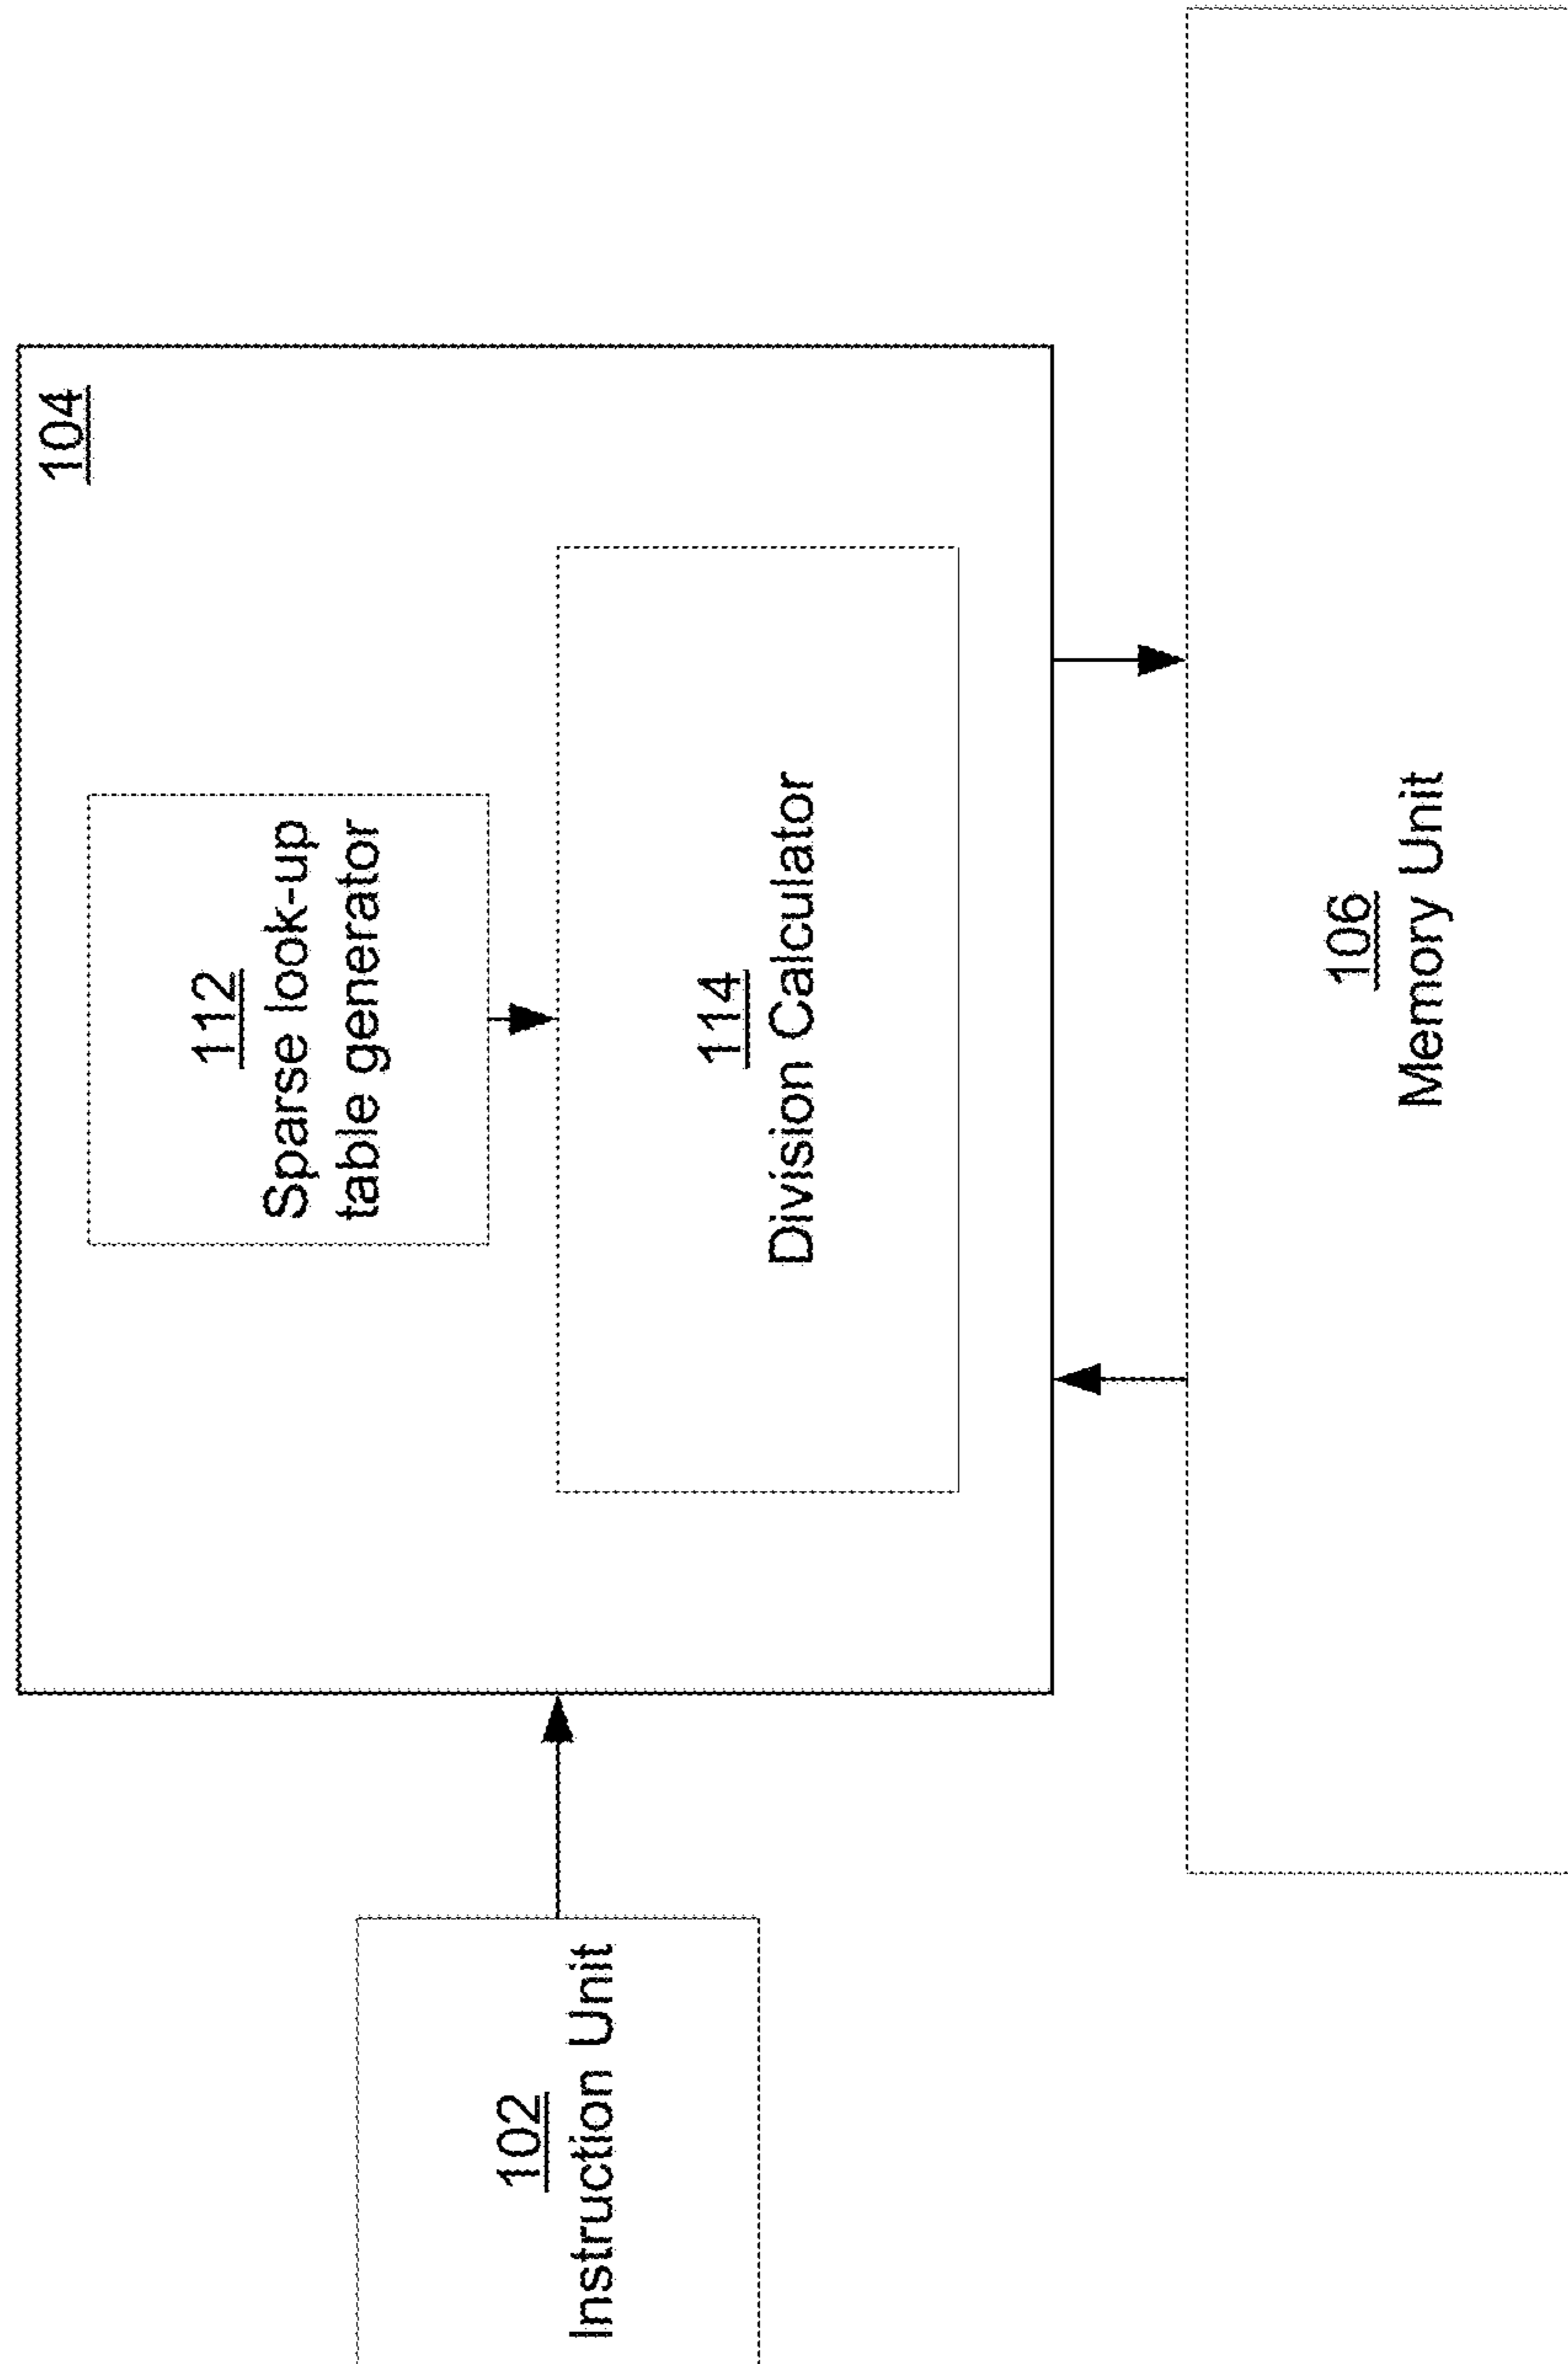 104
112
Sparse look-up
table generator
114
Division Calculator
102
Instruction Unit
106
Memory Unit